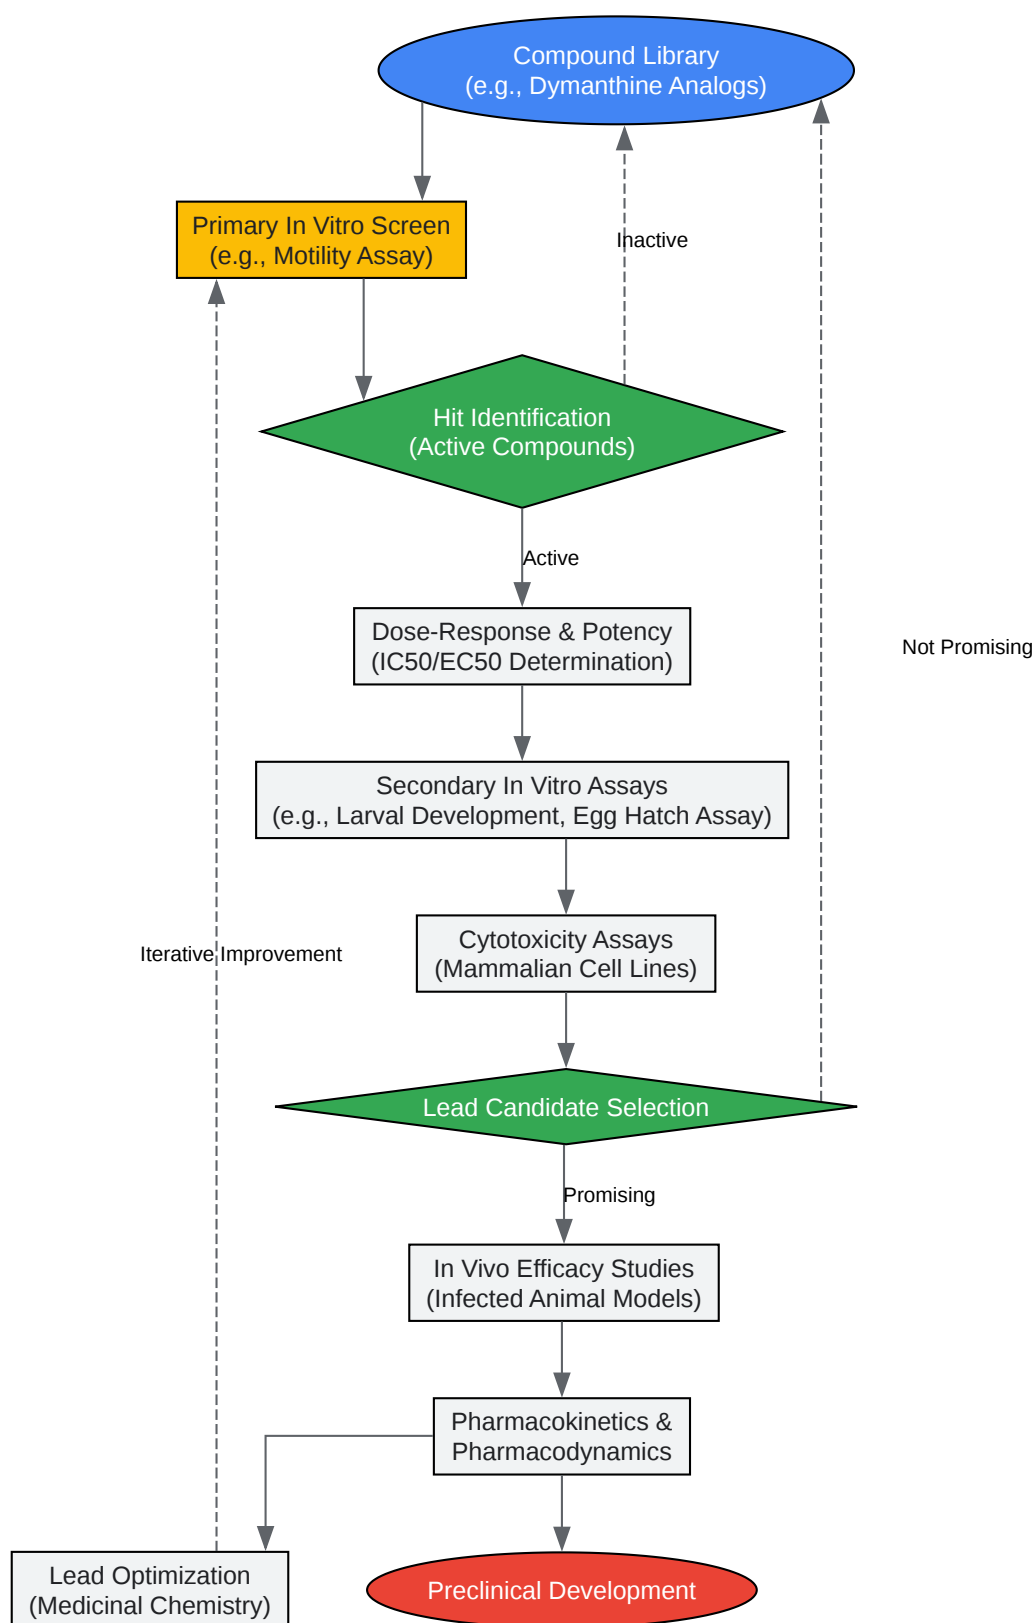 Compound Library
(e.g., Dymanthine Analogs)
Primary In Vitro Screen
(e.g., Motility Assay)
Inactive
Hit Identification
(Active Compounds)
Active
Dose-Response & Potency
(IC50/EC50 Determination)
Not Promising
Secondary In Vitro Assays
(e.g., Larval Development, Egg Hatch Assay)
Cytotoxicity Assays
(Mammalian Cell Lines)
Iterative Improvement
Lead Candidate Selection
Promising
In Vivo Efficacy Studies
(Infected Animal Models)
Pharmacokinetics &
Pharmacodynamics
Lead Optimization
(Medicinal Chemistry)
Preclinical Development